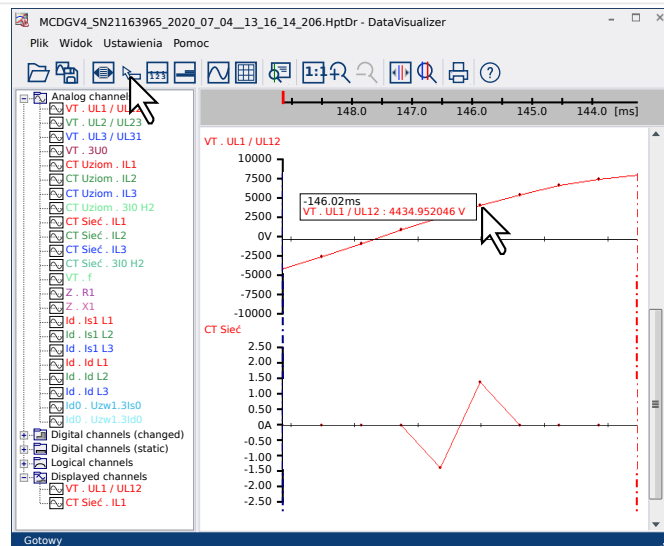 MCDGV4_SN21163965_2020_07_04__13_16_14_206.HptDr - DataVisualizer
Plik Widok Ustawienia Pomoc
123
1:1
Analog channel
VT . UL1 / UL12
VT . UL2 / UL23
VT . UL3 / UL31
VT . 3U0
CT Uziom . IL1
CT Uziom . IL2
CT Uziom . IL3
CT Uziom . 3I0 H2
CT Sieć . IL1
CT Sieć . IL2
CT Sieć . IL3
CT Sieć . 3I0 H2
VT . f
Z . R1
Z . X1
Id . Is1 L1
Id . Is1 L2
Id . Is1 L3
Id . Id L1
Id . Id L2
Id . Id L3
Id0 . Uzw1.3Is0
Id0 . Uzw1.3Id0
Digital channels (changed)
Digital channels (static)
Logical channels
Displayed channels
VT . UL1 / UL12
CT Sieć . IL1
148.0 147.0 146.0 145.0 144.0 [ms]
VT . UL1 / UL12
10000
7500
5000
2500
0V
-2500
-5000
-7500
-10000
-146.02ms
VT . UL1 / UL12 : 4434.952046 V
CT Sieć
2.50
2.00
1.50
1.00
0.50
0A
-0.50
-1.00
-1.50
-2.00
-2.50
Gotowy